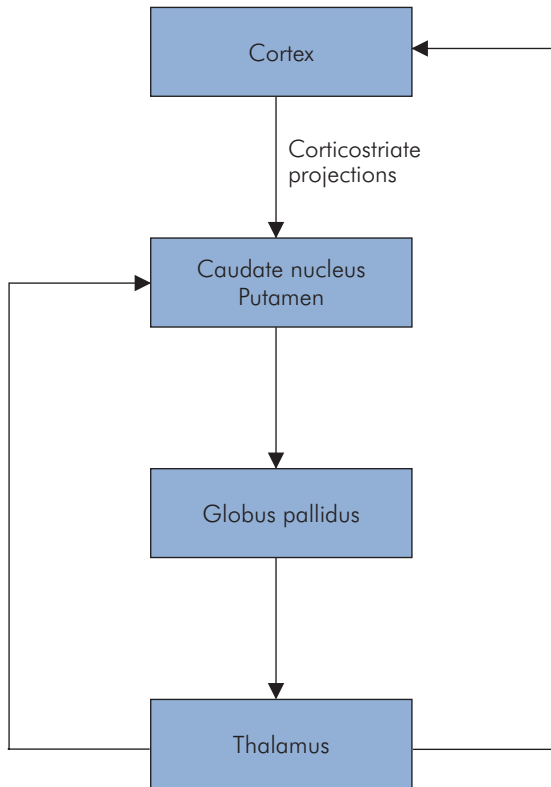 Cortex
Corticostriate
projections
Caudate nucleus
Putamen
Globus pallidus
Thalamus